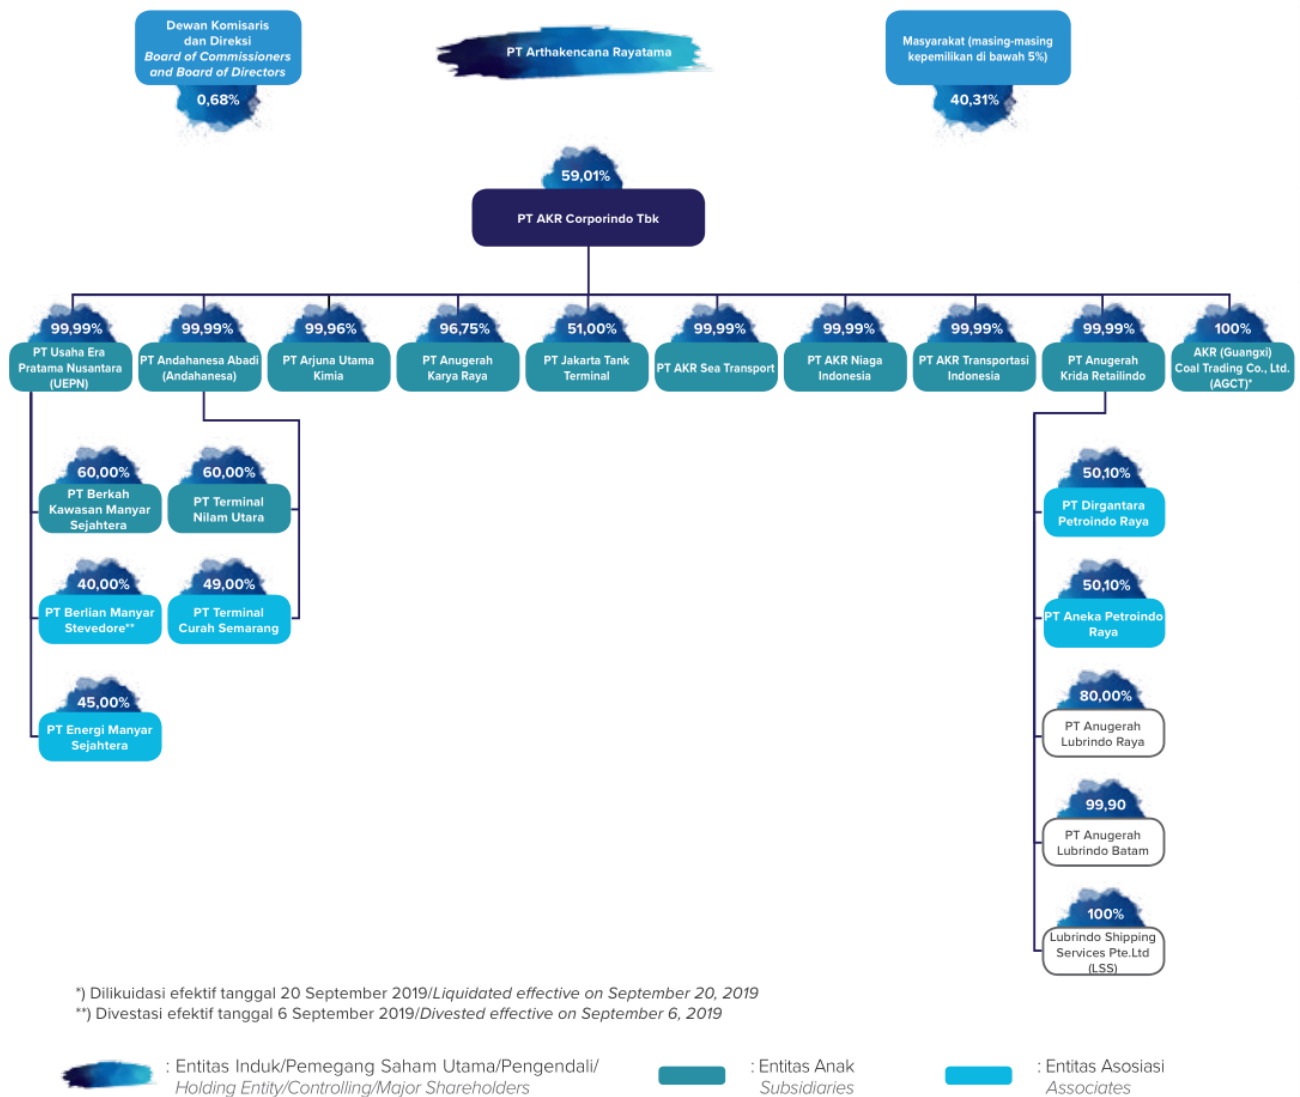 Dewan Komisaris
dan Direksi
Board of Commissioners
and Board of Directors
0,68%
PT Arthakencana Rayatama
Masyarakat (masing-masing
kepemilikan di bawah 5%)
40,31%
59,01%
PT AKR Corporindo Tbk
99,99%
PT Usaha Era
Pratama Nusantara
(UEPN)
99,99%
PT Andahanesa Abadi
(Andahanesa)
99,96%
PT Arjuna Utama
Kimia
96,75%
PT Anugerah
Karya Raya
51,00%
PT Jakarta Tank
Terminal
99,99%
PT AKR Sea Transport
99,99%
PT AKR Niaga
Indonesia
99,99%
PT AKR Transportasi
Indonesia
99,99%
PT Anugerah
Krida Retailindo
100%
AKR (Guangxi)
Coal Trading Co., Ltd.
(AGCT)*
60,00%
PT Berkah
Kawasan Manyar
Sejahtera
40,00%
PT Berlian Manyar
Stevedore**
45,00%
PT Energi Manyar
Sejahtera
60,00%
PT Terminal
Nilam Utara
49,00%
PT Terminal
Curah Semarang
50,10%
PT Dirgantara
Petroindo Raya
50,10%
PT Aneka Petroindo
Raya
80,00%
PT Anugerah
Lubrindo Raya
99,90
PT Anugerah
Lubrindo Batam
100%
Lubrindo Shipping
Services Pte.Ltd
(LSS)
*) Dilikuidasi efektif tanggal 20 September 2019/Liquidated effective on September 20, 2019
**) Divestasi efektif tanggal 6 September 2019/Divested effective on September 6, 2019
: Entitas Induk/Pemegang Saham Utama/Pengendali/
Holding Entity/Controlling/Major Shareholders
: Entitas Anak
Subsidiaries
: Entitas Asosiasi
Associates